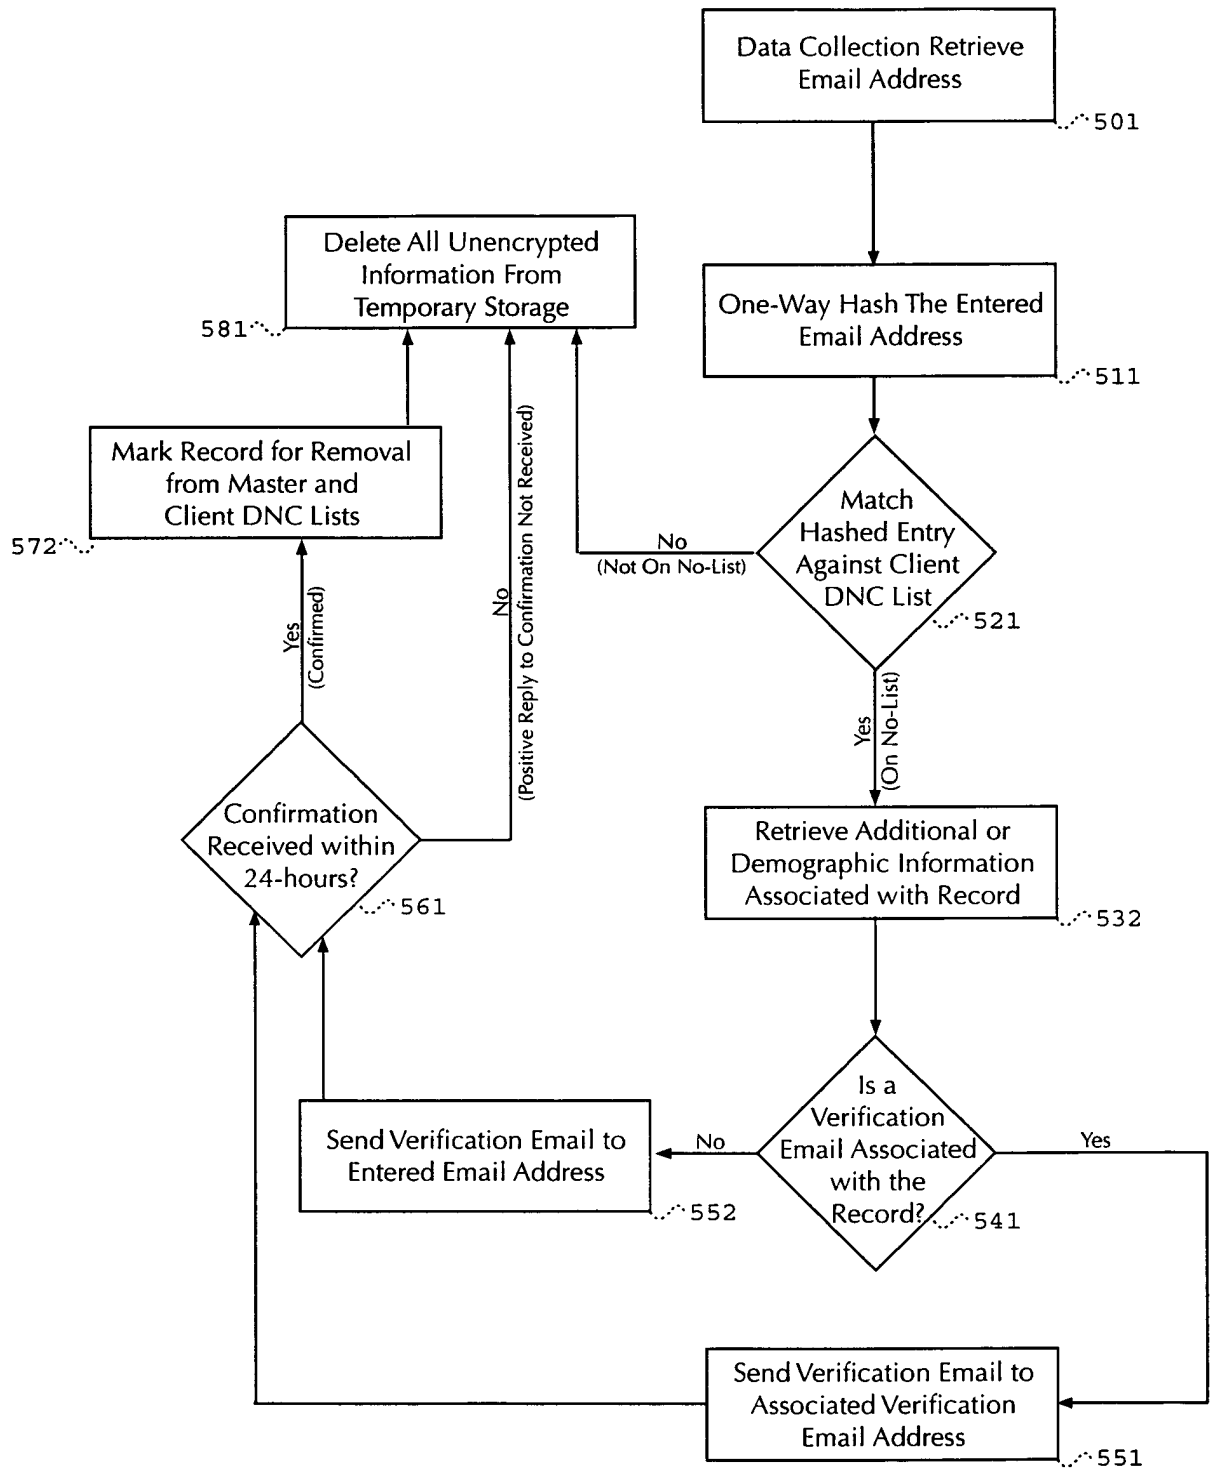 Data Collection Retrieve
Email Address
501
Delete All Unencrypted
Information From
Temporary Storage
581
One-Way Hash The Entered
Email Address
511
Mark Record for Removal
from Master and
Client DNC Lists
572
Match
Hashed Entry
Against Client
DNC List
521
No
(Not On No-List)
No
(Positive Reply to Confirmation Not Received)
Yes
(Confirmed)
Yes
(On No-List)
Confirmation
Received within
24-hours?
561
Retrieve Additional or
Demographic Information
Associated with Record
532
Is a
Verification
Email Associated
with the
Record?
541
No
Yes
Send Verification Email to
Entered Email Address
552
Send Verification Email to
Associated Verification
Email Address
551